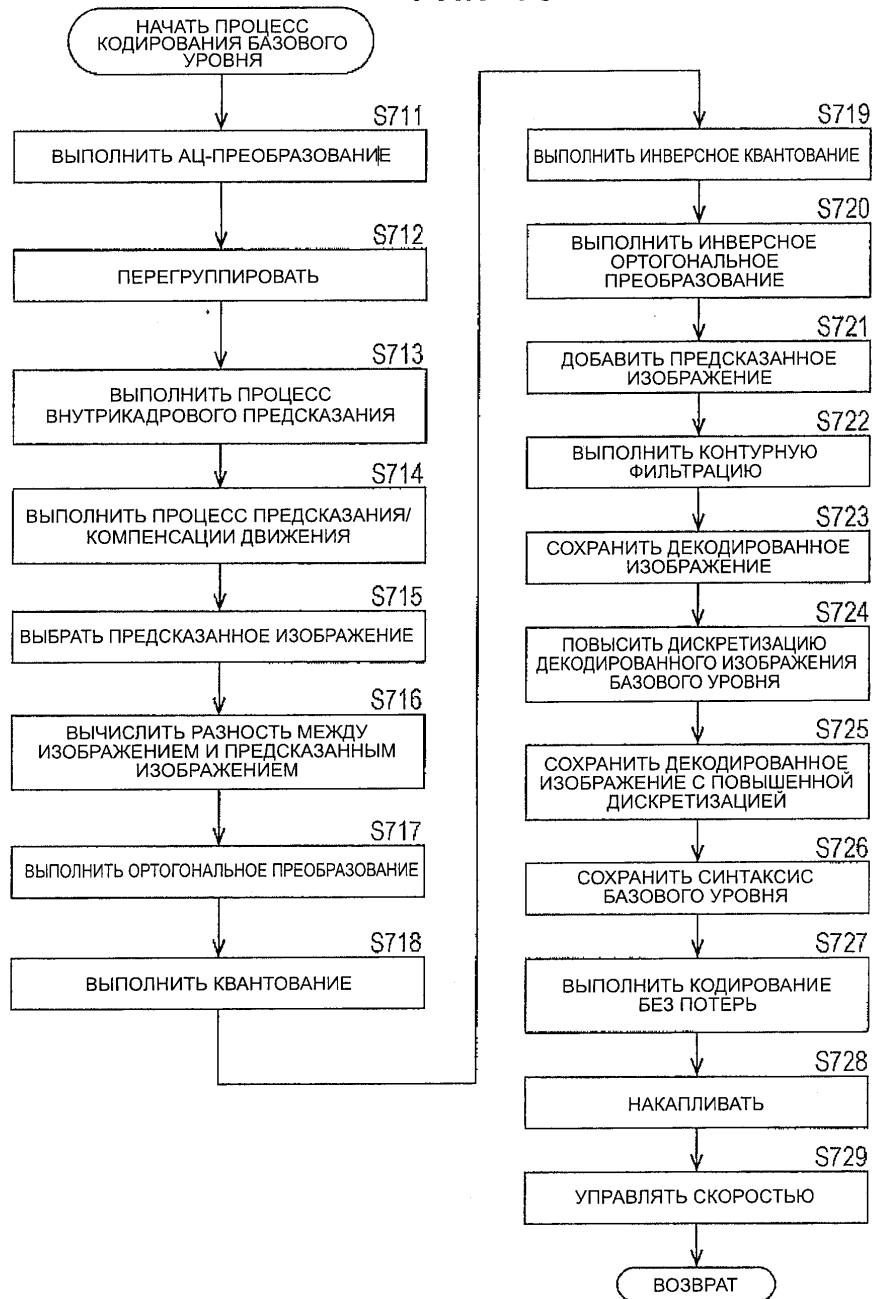 НАЧАТЬ ПРОЦЕСС
КОДИРОВАНИЯ БАЗОВОГО
УРОВНЯ
S711
ВЫПОЛНИТЬ АЦ-ПРЕОБРАЗОВАНИЕ
S712
ПЕРЕГРУППИРОВАТЬ
S713
ВЫПОЛНИТЬ ПРОЦЕСС
ВНУТРИКАДРОВОГО ПРЕДСКАЗАНИЯ
S714
ВЫПОЛНИТЬ ПРОЦЕСС ПРЕДСКАЗАНИЯ/
КОМПЕНСАЦИИ ДВИЖЕНИЯ
S715
ВЫБРАТЬ ПРЕДСКАЗАННОЕ ИЗОБРАЖЕНИЕ
S716
ВЫЧИСЛИТЬ РАЗНОСТЬ МЕЖДУ
ИЗОБРАЖЕНИЕМ И ПРЕДСКАЗАННЫМ
ИЗОБРАЖЕНИЕМ
S717
ВЫПОЛНИТЬ ОРТОГОНАЛЬНОЕ ПРЕОБРАЗОВАНИЕ
S718
ВЫПОЛНИТЬ КВАНТОВАНИЕ
S719
ВЫПОЛНИТЬ ИНВЕРСНОЕ КВАНТОВАНИЕ
S720
ВЫПОЛНИТЬ ИНВЕРСНОЕ
ОРТОГОНАЛЬНОЕ
ПРЕОБРАЗОВАНИЕ
S721
ДОБАВИТЬ ПРЕДСКАЗАННОЕ
ИЗОБРАЖЕНИЕ
S722
ВЫПОЛНИТЬ КОНТУРНУЮ
ФИЛЬТРАЦИЮ
S723
СОХРАНИТЬ ДЕКОДИРОВАННОЕ
ИЗОБРАЖЕНИЕ
S724
ПОВЫСИТЬ ДИСКРЕТИЗАЦИЮ
ДЕКОДИРОВАННОГО ИЗОБРАЖЕНИЯ
БАЗОВОГО УРОВНЯ
S725
СОХРАНИТЬ ДЕКОДИРОВАННОЕ
ИЗОБРАЖЕНИЕ С ПОВЫШЕННОЙ
ДИСКРЕТИЗАЦИЕЙ
S726
СОХРАНИТЬ СИНТАКСИС
БАЗОВОГО УРОВНЯ
S727
ВЫПОЛНИТЬ КОДИРОВАНИЕ
БЕЗ ПОТЕРЬ
S728
НАКАПЛИВАТЬ
S729
УПРАВЛЯТЬ СКОРОСТЬЮ
ВОЗВРАТ